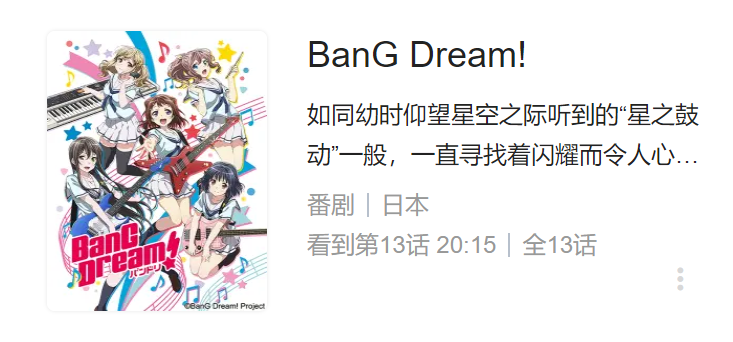 BanG Dream!
如同幼时仰望星空之际听到的“星之鼓
动”一般，一直寻找着闪耀而令人心…
番剧｜日本
看到第13话 20:15｜全13话
BanG
Dream!
バンドリ
©BanG Dream! Project